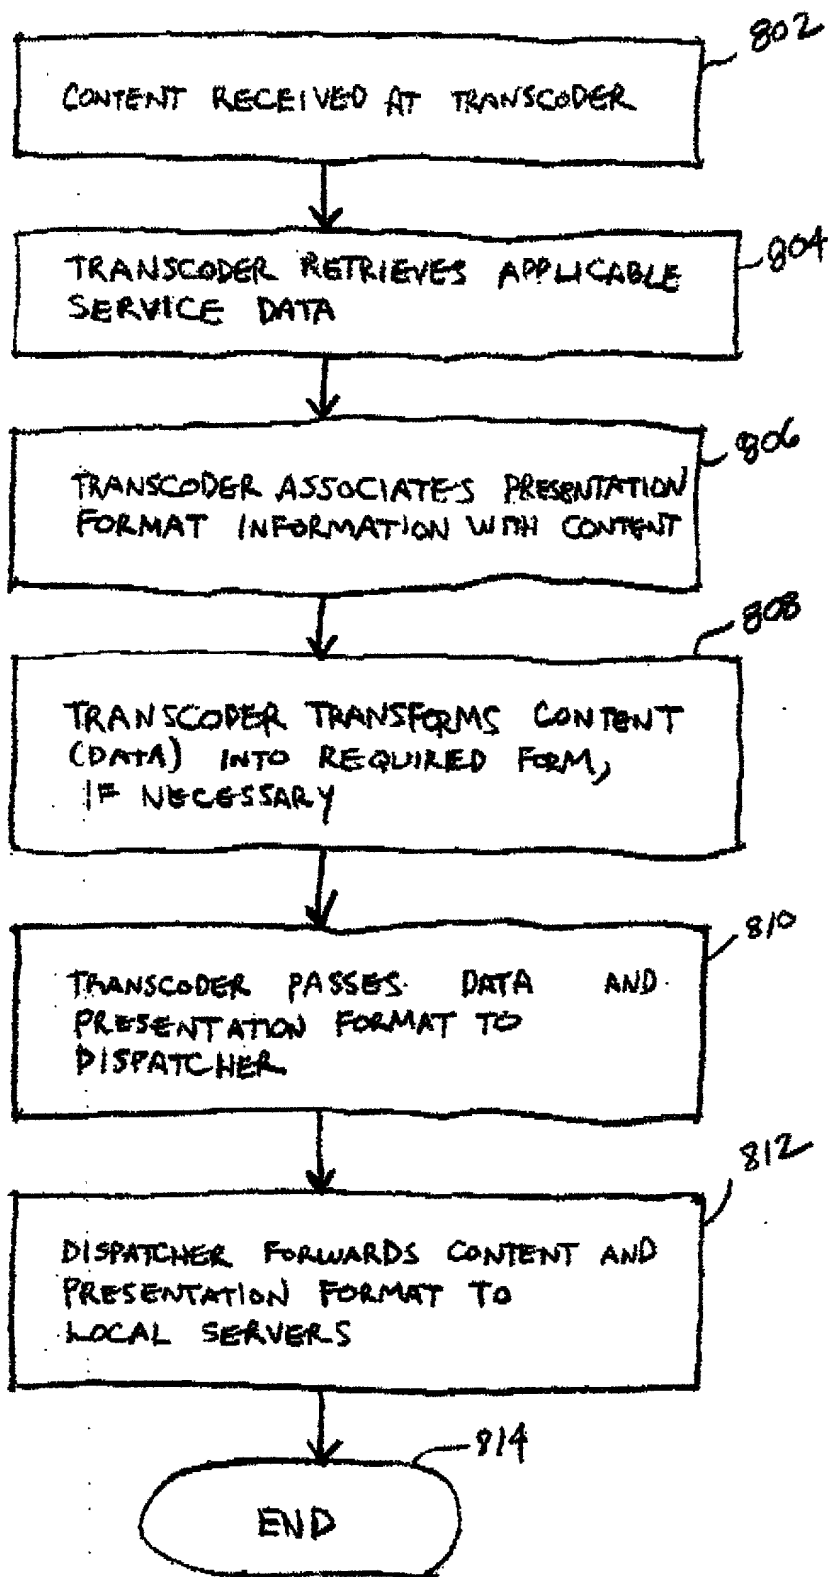 802
CONTENT RECEIVED AT TRANSCODER
804
TRANSCODER RETRIEVES APPLICABLE
SERVICE DATA
806
TRANSCODER ASSOCIATES PRESENTATION
FORMAT INFORMATION WITH CONTENT
808
TRANSCODER TRANSFORMS CONTENT
(DATA) INTO REQUIRED FORM,
IF NECESSARY
810
TRANSCODER PASSES DATA AND
PRESENTATION FORMAT TO
DISPATCHER
812
DISPATCHER FORWARDS CONTENT AND
PRESENTATION FORMAT TO
LOCAL SERVERS
814
END